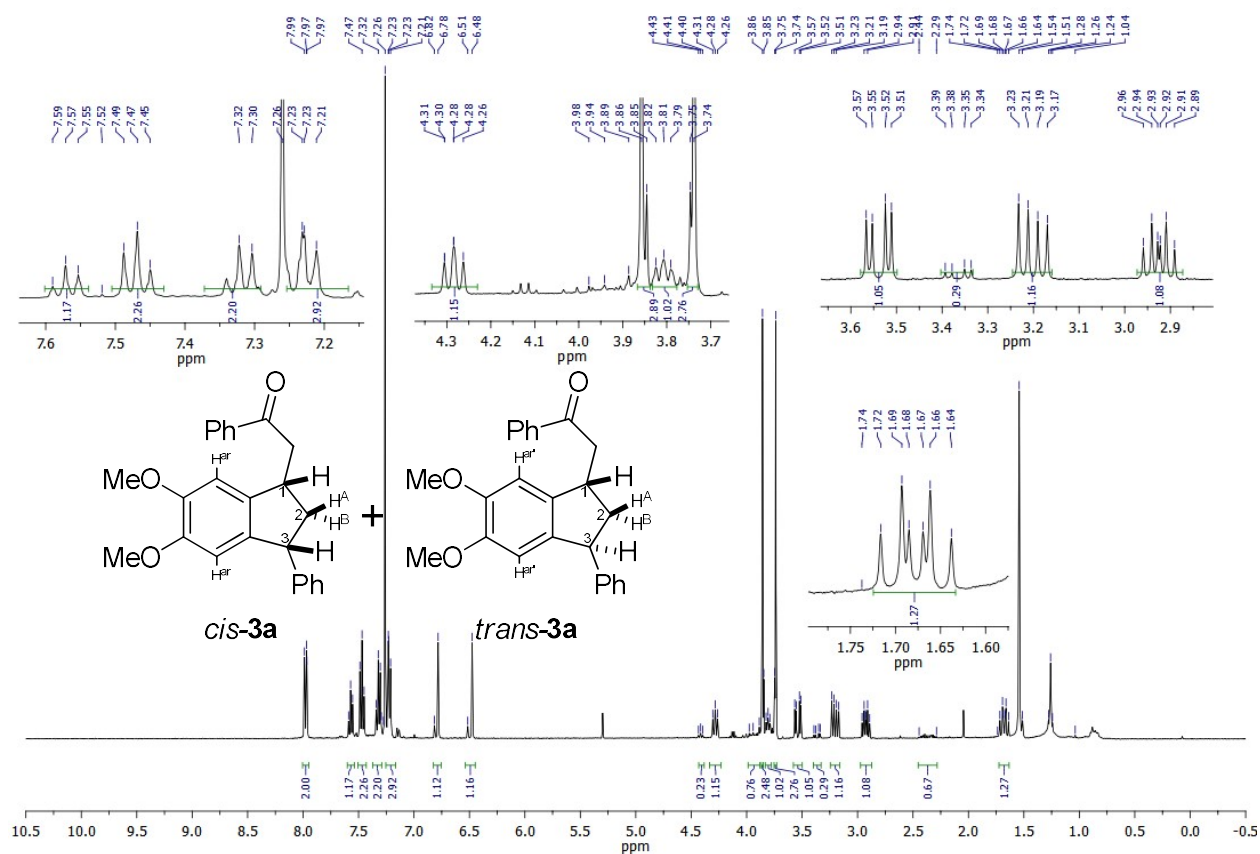 7.99 7.97 7.97 7.47 7.32 7.26 7.23 7.23 7.21 6.82 6.78 6.51 6.48
4.43 4.41 4.40 4.31 4.28 4.26 3.86 3.85 3.75 3.74 3.57 3.52 3.51 3.23 3.21 3.19 2.94 2.91 2.44 2.29 1.74 1.72 1.69 1.68 1.67 1.66 1.64 1.54 1.51 1.28 1.26 1.24 1.04
7.59 7.57 7.55 7.52 7.49 7.47 7.45 7.32 7.30 7.26 7.23 7.23 7.21
4.31 4.30 4.28 4.28 4.26 3.98 3.94 3.89 3.86 3.85 3.82 3.81 3.79 3.75 3.74
3.57 3.55 3.52 3.51 3.39 3.38 3.35 3.34 3.23 3.21 3.19 3.17 2.96 2.94 2.93 2.92 2.91 2.89
1.17 2.26 2.20 2.92
7.6 7.5 7.4 7.3 7.2
ppm
1.15 2.89 1.02 2.76
4.3 4.2 4.1 4.0 3.9 3.8 3.7
ppm
1.05 0.29 1.16 1.08
3.6 3.5 3.4 3.3 3.2 3.1 3.0 2.9
ppm
1.74 1.72 1.69 1.68 1.67 1.66 1.64
1.27
1.75 1.70 1.65 1.60
ppm
O
Ph
Har
MeO
H
1
2
HA
HB
3
MeO
H
Har
Ph
cis-3a
+
O
Ph
Har'
MeO
H
1
2
HA
HB
3
MeO
H
Har'
Ph
trans-3a
2.00 1.17 2.26 2.20 2.92 1.12 1.16 0.23 1.15 0.76 2.48 1.02 2.76 1.05 0.29 1.16 1.08 0.67 1.27
10.5 10.0 9.5 9.0 8.5 8.0 7.5 7.0 6.5 6.0 5.5 5.0 4.5 4.0 3.5 3.0 2.5 2.0 1.5 1.0 0.5 0.0 -0.5
ppm